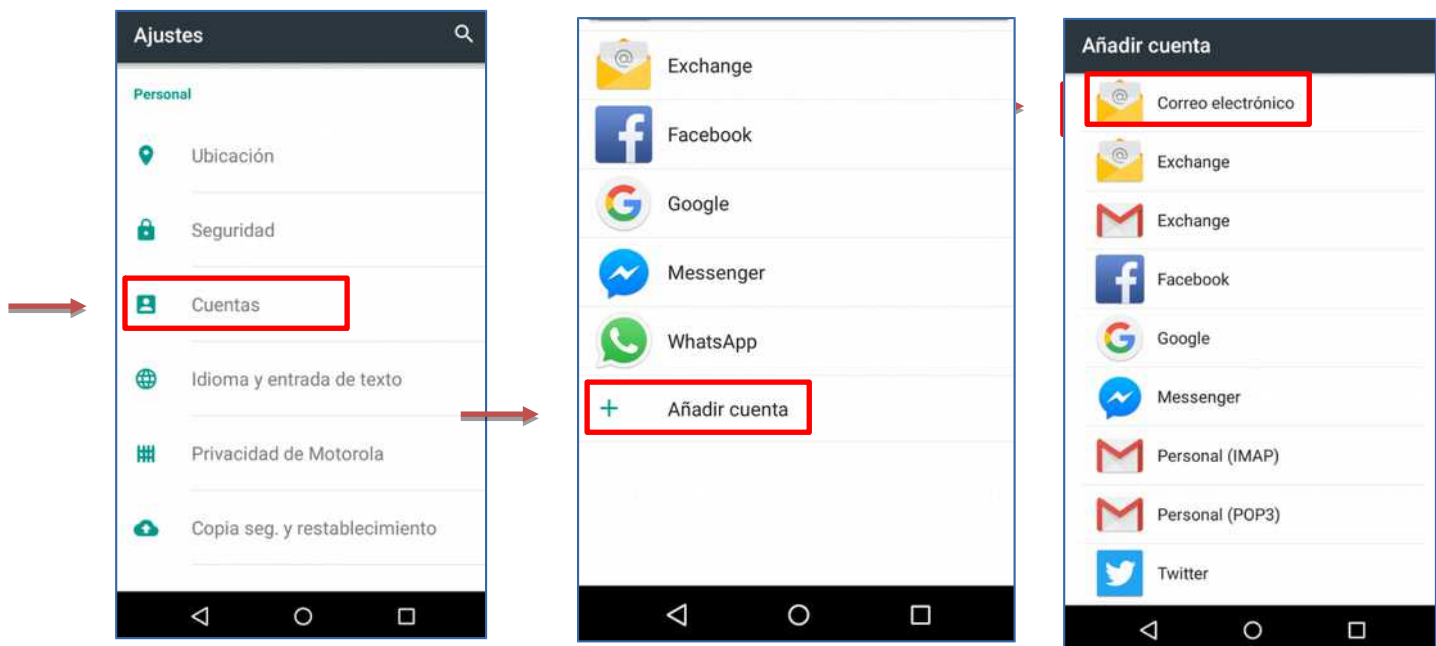 Ajustes
Personal
Ubicación
Seguridad
Cuentas
Idioma y entrada de texto
Privacidad de Motorola
Copia seg. y restablecimiento
Exchange
Facebook
Google
Messenger
WhatsApp
Añadir cuenta
Añadir cuenta
Correo electrónico
Exchange
Exchange
Facebook
Google
Messenger
Personal (IMAP)
Personal (POP3)
Twitter